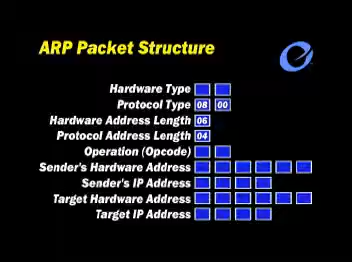 ARP Packet Structure
Hardware Type
Protocol Type 08 00
Hardware Address Length 06
Protocol Address Length 04
Operation (Opcode)
Sender's Hardware Address
Sender's IP Address
Target Hardware Address
Target IP Address